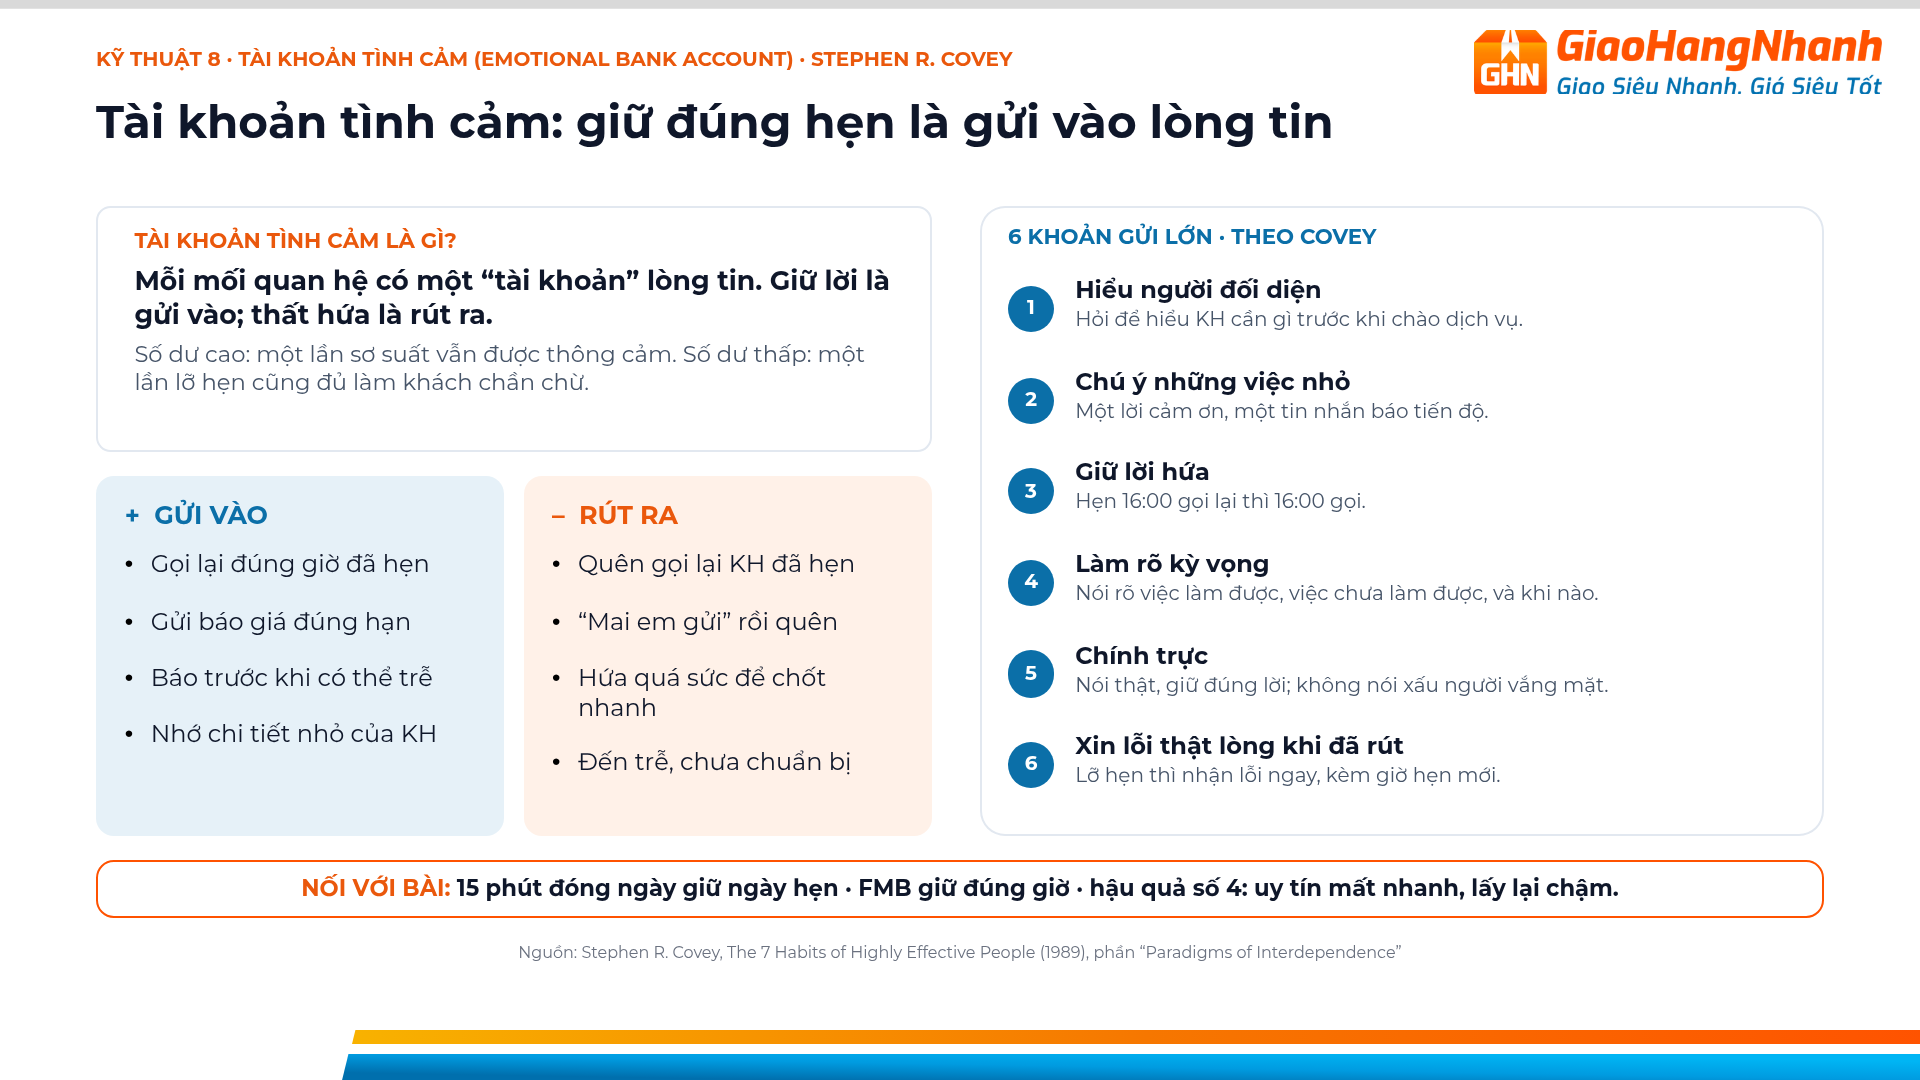 KỸ THUẬT 8 · TÀI KHOẢN TÌNH CẢM (EMOTIONAL BANK ACCOUNT) · STEPHEN R. COVEY
GHN
GiaoHangNhanh
Giao Siêu Nhanh. Giá Siêu Tốt
Tài khoản tình cảm: giữ đúng hẹn là gửi vào lòng tin
TÀI KHOẢN TÌNH CẢM LÀ GÌ?
Mỗi mối quan hệ có một “tài khoản” lòng tin. Giữ lời là
gửi vào; thất hứa là rút ra.
Số dư cao: một lần sơ suất vẫn được thông cảm. Số dư thấp: một
lần lỡ hẹn cũng đủ làm khách chần chừ.
+ GỬI VÀO
• Gọi lại đúng giờ đã hẹn
• Gửi báo giá đúng hạn
• Báo trước khi có thể trễ
• Nhớ chi tiết nhỏ của KH
– RÚT RA
• Quên gọi lại KH đã hẹn
• “Mai em gửi” rồi quên
• Hứa quá sức để chốt
nhanh
• Đến trễ, chưa chuẩn bị
6 KHOẢN GỬI LỚN · THEO COVEY
1
Hiểu người đối diện
Hỏi để hiểu KH cần gì trước khi chào dịch vụ.
2
Chú ý những việc nhỏ
Một lời cảm ơn, một tin nhắn báo tiến độ.
3
Giữ lời hứa
Hẹn 16:00 gọi lại thì 16:00 gọi.
4
Làm rõ kỳ vọng
Nói rõ việc làm được, việc chưa làm được, và khi nào.
5
Chính trực
Nói thật, giữ đúng lời; không nói xấu người vắng mặt.
6
Xin lỗi thật lòng khi đã rút
Lỡ hẹn thì nhận lỗi ngay, kèm giờ hẹn mới.
NỐI VỚI BÀI: 15 phút đóng ngày giữ ngày hẹn · FMB giữ đúng giờ · hậu quả số 4: uy tín mất nhanh, lấy lại chậm.
Nguồn: Stephen R. Covey, The 7 Habits of Highly Effective People (1989), phần “Paradigms of Interdependence”